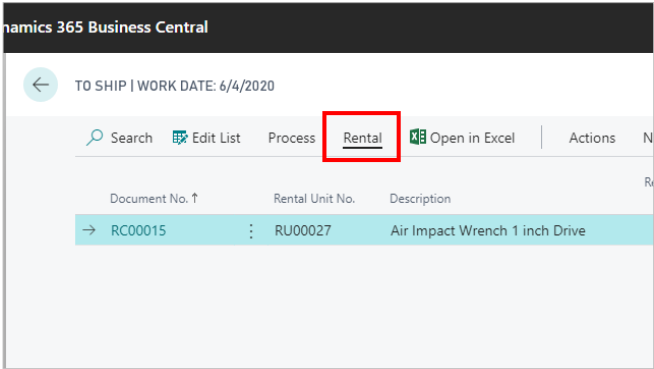 namics 365 Business Central
TO SHIP | WORK DATE: 6/4/2020
Search Edit List Process Rental Open in Excel Actions N
Re
Document No. ↑ Rental Unit No. Description
→ RC00015 RU00027 Air Impact Wrench 1 inch Drive